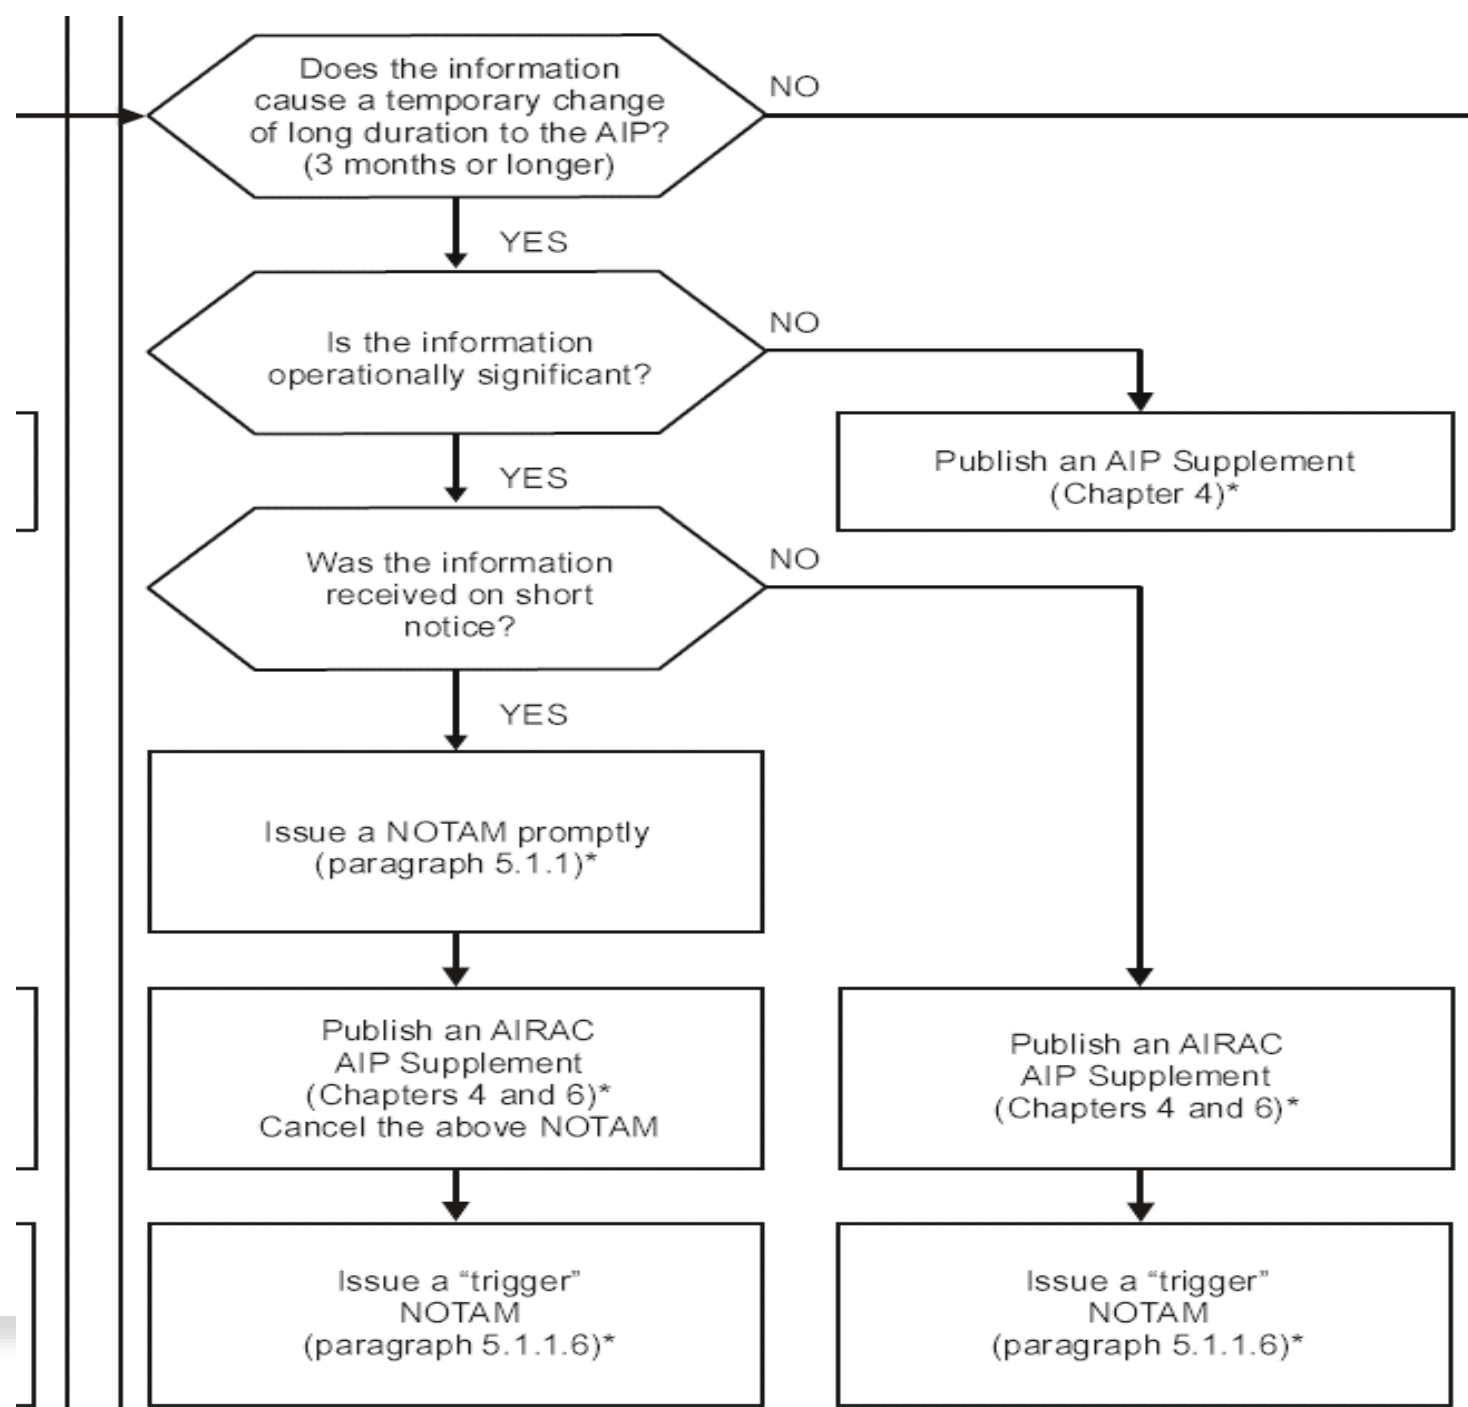 Does the information
cause a temporary change
of long duration to the AIP?
(3 months or longer)
NO
YES
Is the information
operationally significant?
NO
Publish an AIP Supplement
(Chapter 4)*
YES
Was the information
received on short
notice?
NO
YES
Issue a NOTAM promptly
(paragraph 5.1.1)*
Publish an AIRAC
AIP Supplement
(Chapters 4 and 6)*
Cancel the above NOTAM
Publish an AIRAC
AIP Supplement
(Chapters 4 and 6)*
Issue a “trigger”
NOTAM
(paragraph 5.1.1.6)*
Issue a “trigger”
NOTAM
(paragraph 5.1.1.6)*